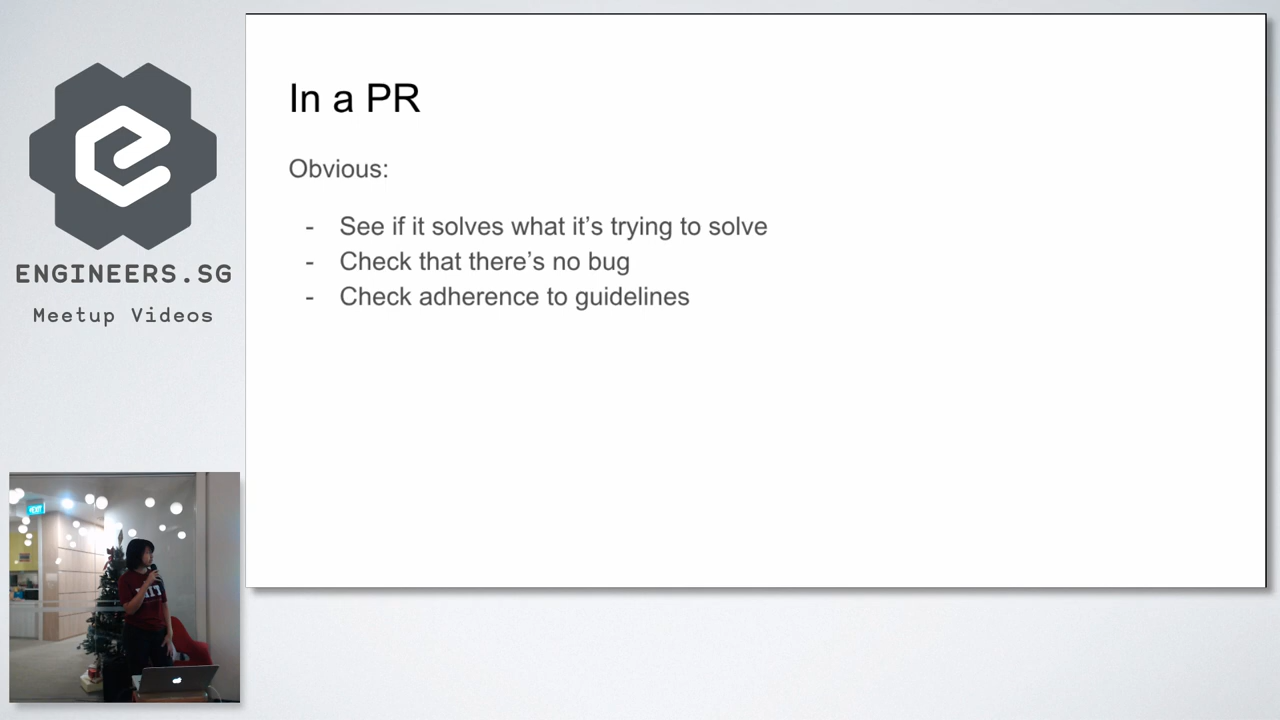 In a PR
Obvious:
- See if it solves what it’s trying to solve
- Check that there’s no bug
- Check adherence to guidelines
ENGINEERS.SG
Meetup Videos
EXIT